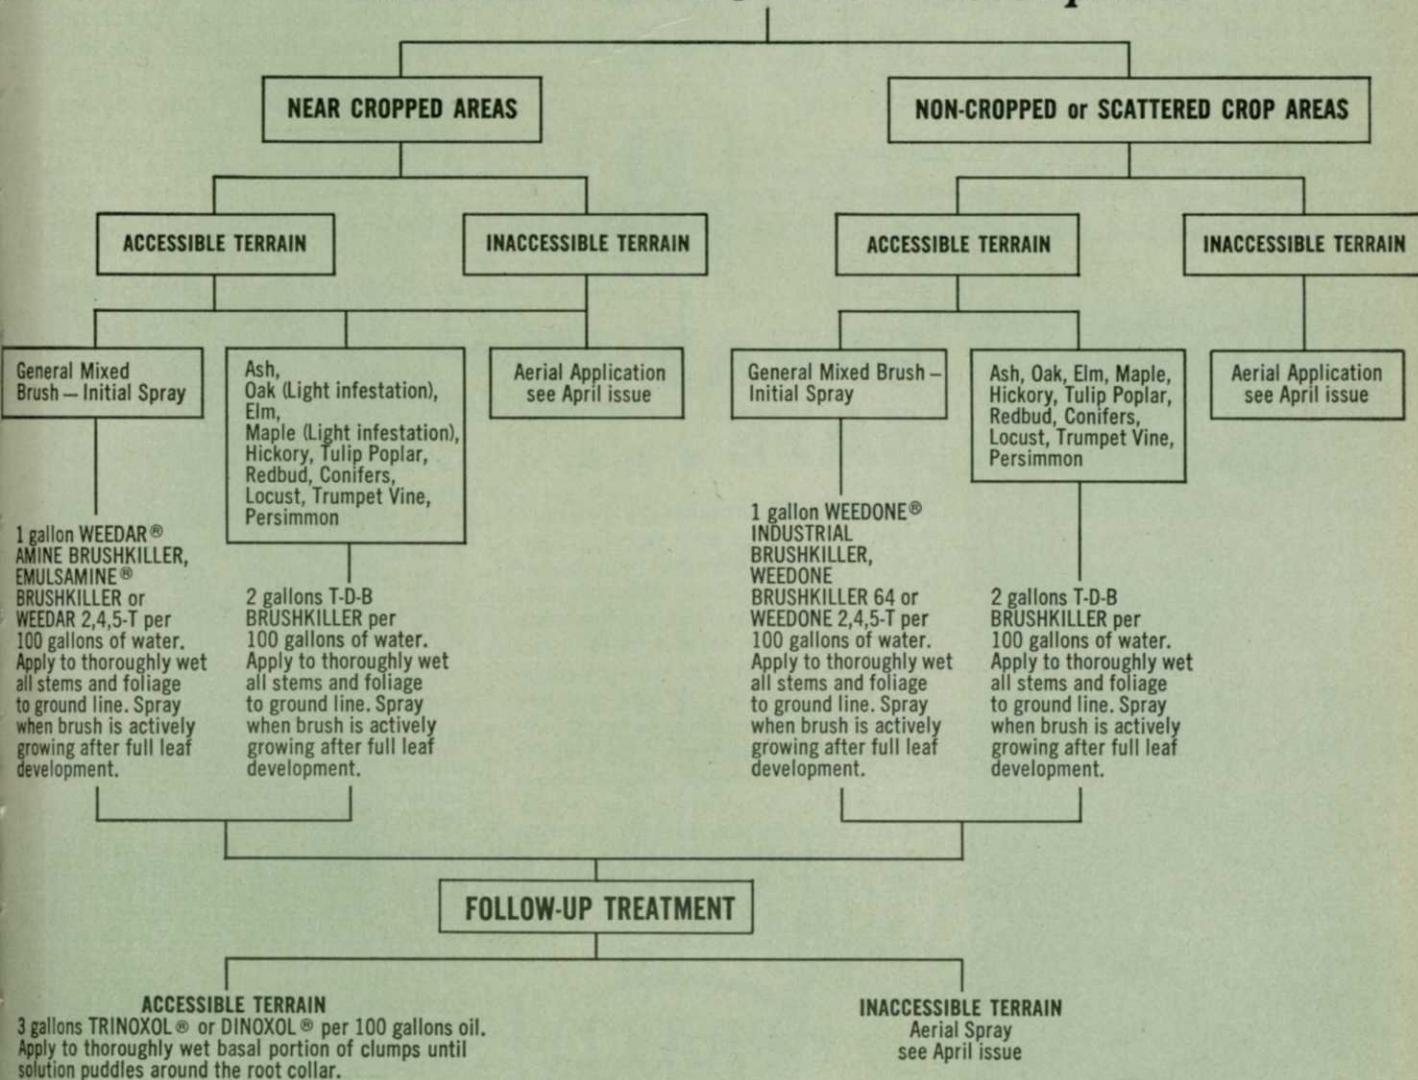 NEAR CROPPED AREAS
NON-CROPPED or SCATTERED CROP AREAS
ACCESSIBLE TERRAIN
INACCESSIBLE TERRAIN
ACCESSIBLE TERRAIN
INACCESSIBLE TERRAIN
General Mixed
Brush — Initial Spray
Ash,
Oak (Light infestation),
Elm,
Maple (Light infestation),
Hickory, Tulip Poplar,
Redbud, Conifers,
Locust, Trumpet Vine,
Persimmon
Aerial Application
see April issue
General Mixed Brush —
Initial Spray
Ash, Oak, Elm, Maple,
Hickory, Tulip Poplar,
Redbud, Conifers,
Locust, Trumpet Vine,
Persimmon
Aerial Application
see April issue
1 gallon WEEDAR®
AMINE BRUSHKILLER,
EMULSAMINE®
BRUSHKILLER or
WEEDAR 2,4,5-T per
100 gallons of water.
Apply to thoroughly wet
all stems and foliage
to ground line. Spray
when brush is actively
growing after full leaf
development.
2 gallons T-D-B
BRUSHKILLER per
100 gallons of water.
Apply to thoroughly wet
all stems and foliage
to ground line. Spray
when brush is actively
growing after full leaf
development.
1 gallon WEEDONE®
INDUSTRIAL
BRUSHKILLER,
WEEDONE
BRUSHKILLER 64 or
WEEDONE 2,4,5-T per
100 gallons of water.
Apply to thoroughly wet
all stems and foliage
to ground line. Spray
when brush is actively
growing after full leaf
development.
2 gallons T-D-B
BRUSHKILLER per
100 gallons of water.
Apply to thoroughly wet
all stems and foliage
to ground line. Spray
when brush is actively
growing after full leaf
development.
FOLLOW-UP TREATMENT
ACCESSIBLE TERRAIN
3 gallons TRINOXOL® or DINOXOL® per 100 gallons oil.
Apply to thoroughly wet basal portion of clumps until
solution puddles around the root collar.
INACCESSIBLE TERRAIN
Aerial Spray
see April issue